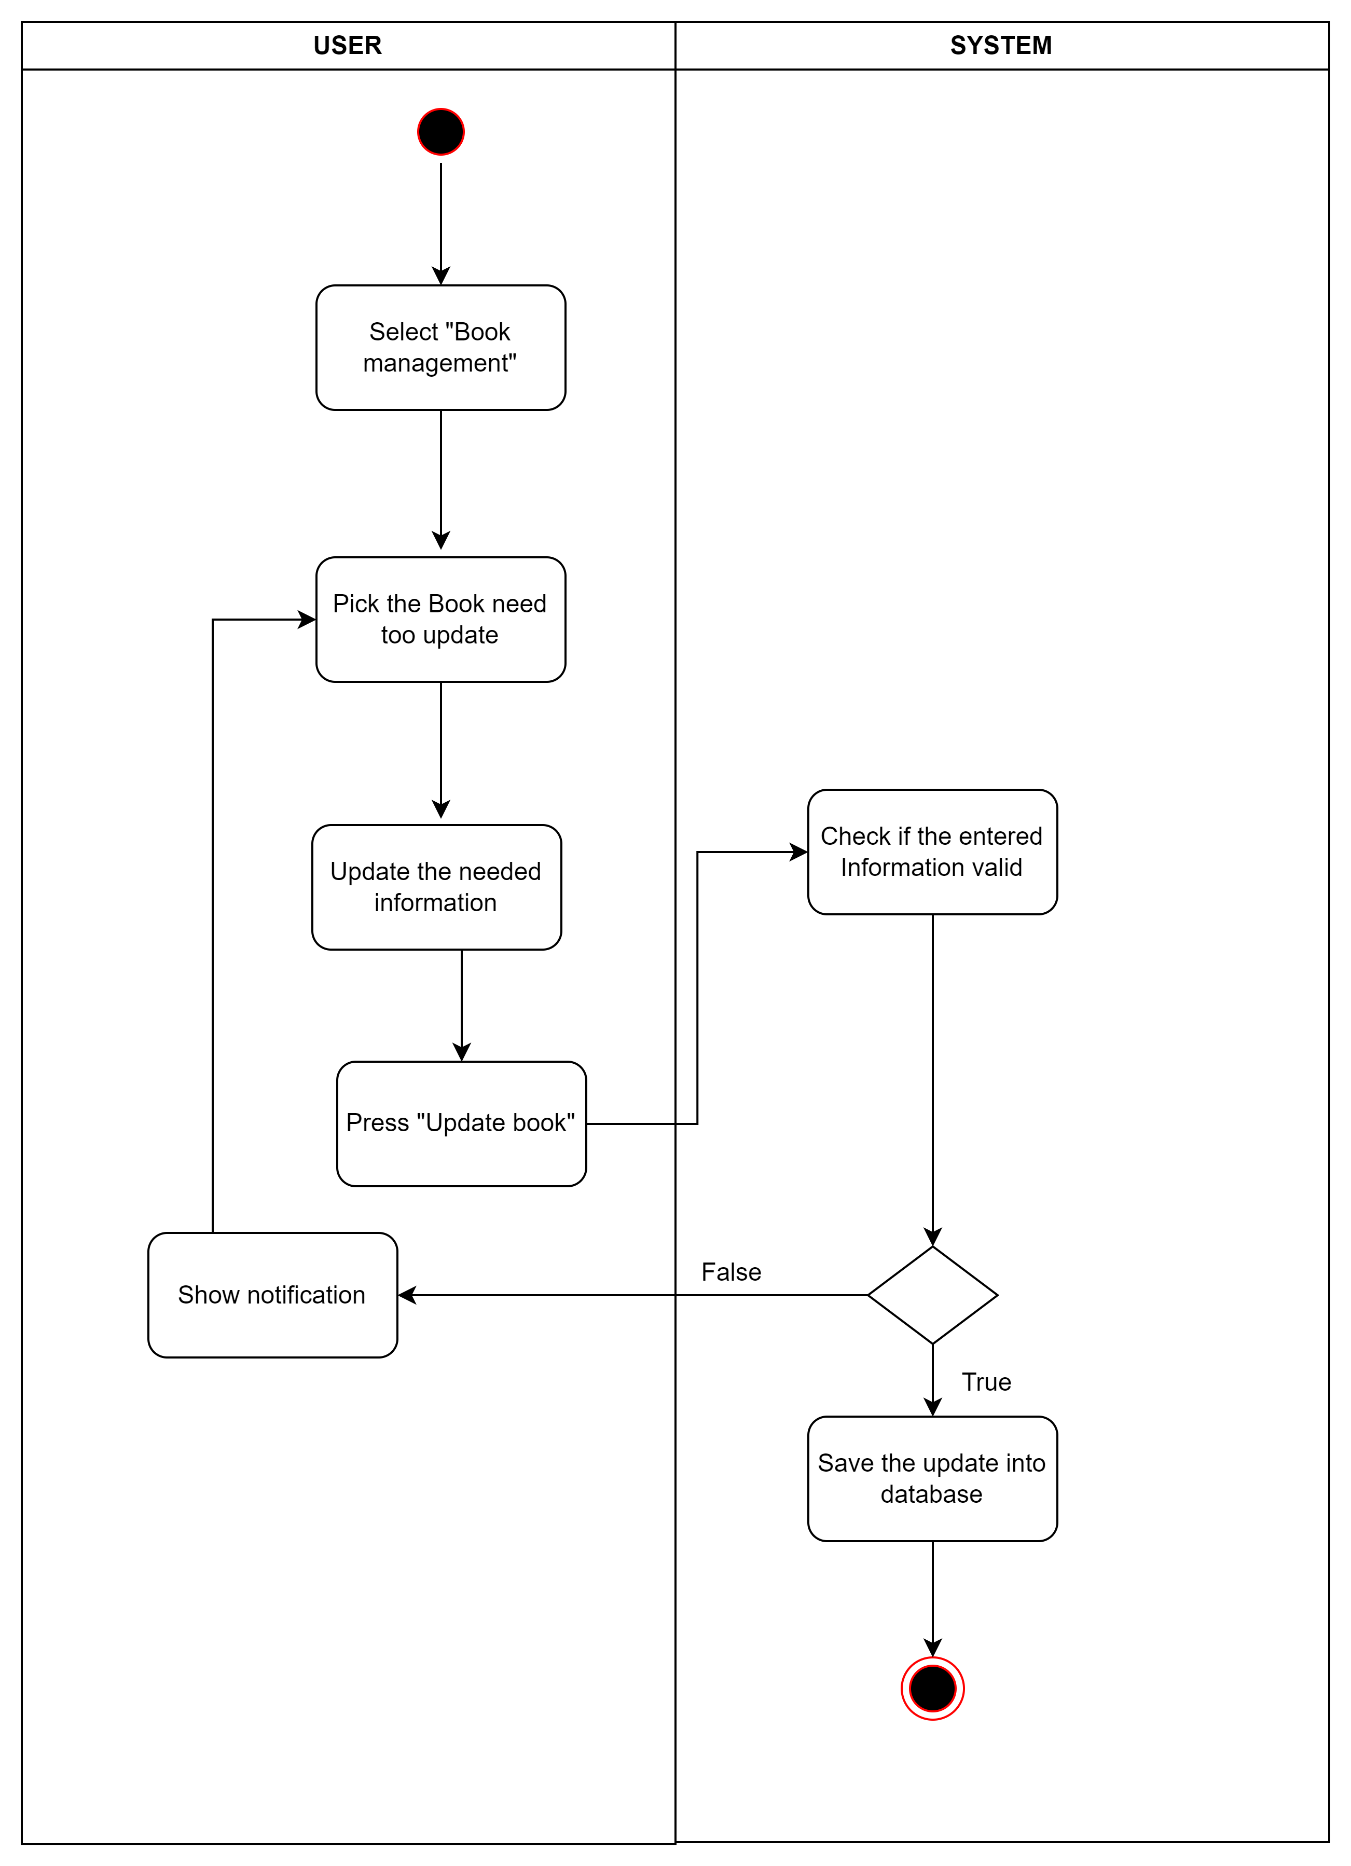 USER
SYSTEM
Select "Book
management"
Pick the Book need
too update
Update the needed
information
Press "Update book"
Check if the entered
Information valid
False
Show notification
True
Save the update into
database